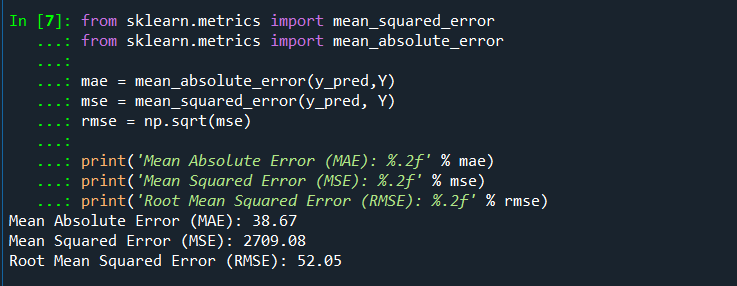 In [7]: from sklearn.metrics import mean_squared_error
...: from sklearn.metrics import mean_absolute_error
...:
...: mae = mean_absolute_error(y_pred,Y)
...: mse = mean_squared_error(y_pred, Y)
...: rmse = np.sqrt(mse)
...:
...: print('Mean Absolute Error (MAE): %.2f' % mae)
...: print('Mean Squared Error (MSE): %.2f' % mse)
...: print('Root Mean Squared Error (RMSE): %.2f' % rmse)
Mean Absolute Error (MAE): 38.67
Mean Squared Error (MSE): 2709.08
Root Mean Squared Error (RMSE): 52.05